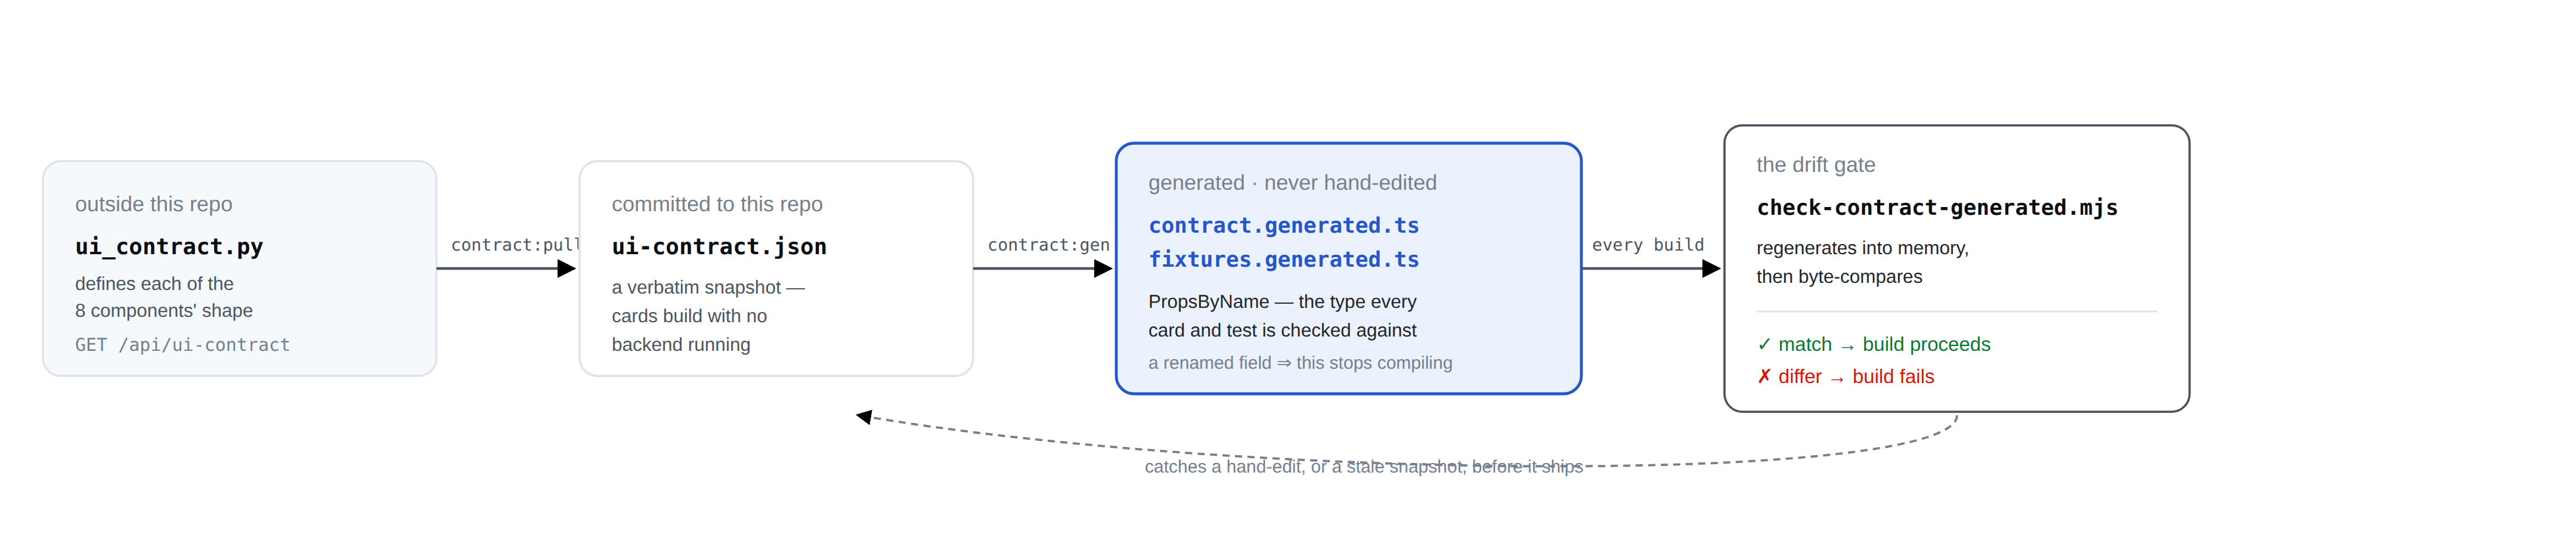 outside this repo
ui_contract.py
defines each of the
8 components' shape
GET /api/ui-contract
contract:pull
committed to this repo
ui-contract.json
a verbatim snapshot —
cards build with no
backend running
contract:gen
generated · never hand-edited
contract.generated.ts
fixtures.generated.ts
PropsByName — the type every
card and test is checked against
a renamed field ⇒ this stops compiling
every build
the drift gate
check-contract-generated.mjs
regenerates into memory,
then byte-compares
✓ match → build proceeds
✗ differ → build fails
catches a hand-edit, or a stale snapshot, before it ships